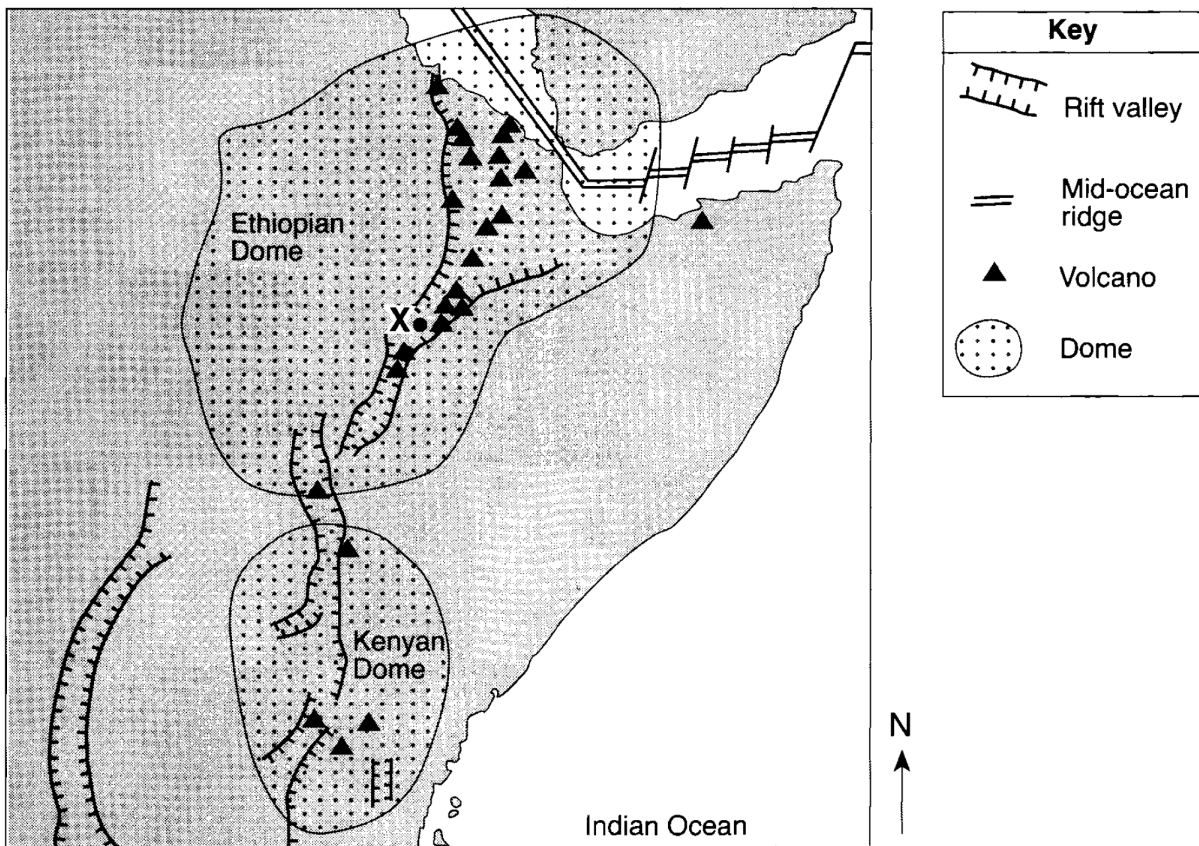 Key
Rift valley
Mid-ocean
ridge
Volcano
Dome
Ethiopian
Dome
X
Kenyan
Dome
N
Indian Ocean